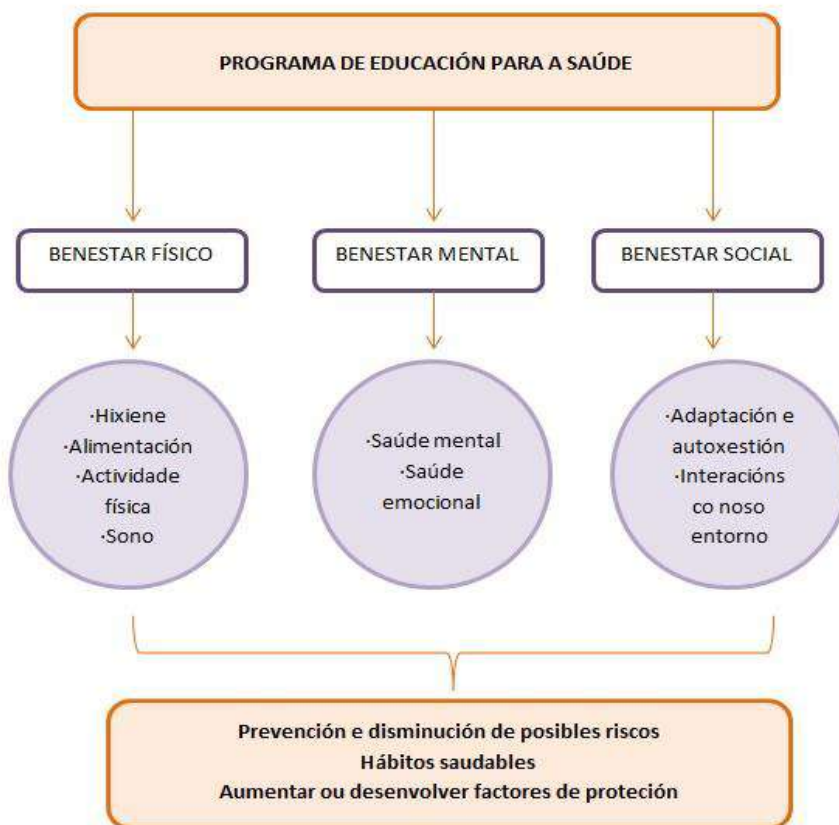 PROGRAMA DE EDUCACIÓN PARA A SAÚDE
BENESTAR FÍSICO
BENESTAR MENTAL
BENESTAR SOCIAL
·Hixiene
·Alimentación
·Actividade
física
·Sono
·Saúde mental
·Saúde
emocional
·Adaptación e
autoxestión
·Interacións
co noso
entorno
Prevención e disminución de posibles riscos
Hábitos saudables
Aumentar ou desenvolver factores de proteción